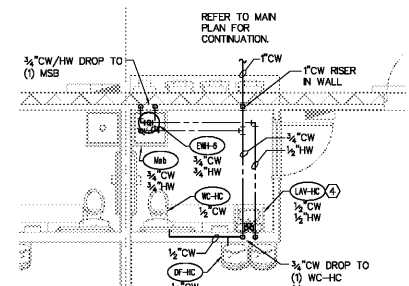 REFER TO MAIN
PLAN FOR
CONTINUATION.
¾"CW/HW DROP TO
(1) MSB
1"CW
1"CW RISER
IN WALL
EWH-6
¾"CW
¾"HW
¾"CW
½"HW
Msb
¾"CW
¾"HW
WC-HC
½"CW
LAV-HC
4
½"CW
½"HW
½"CW
DF-HC
¾"CW DROP TO
(1) WC-HC